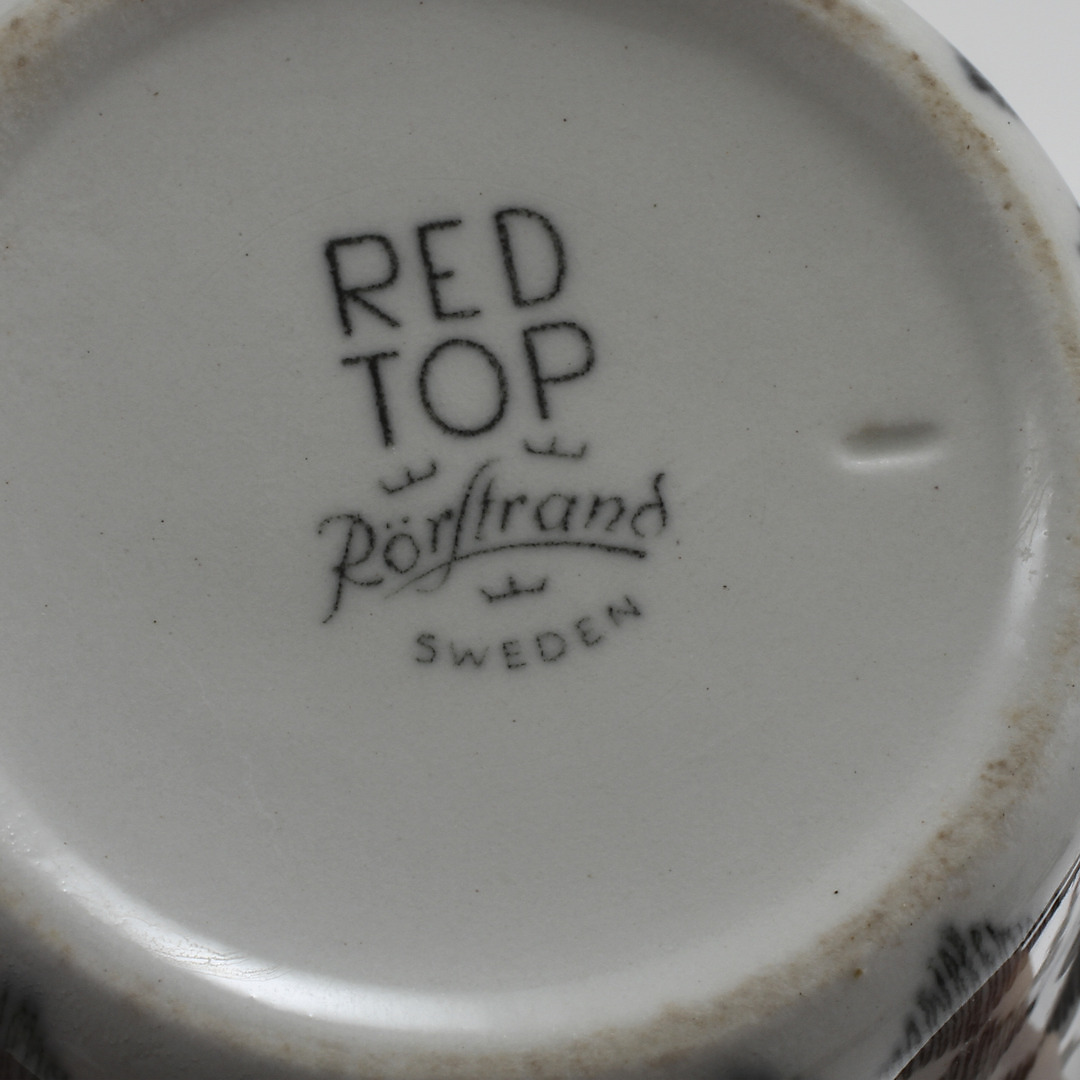 RED
TOP
Rörstrand
SWEDEN